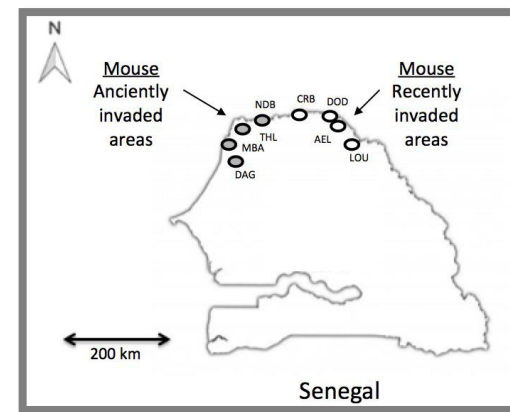 N
Mouse
Anciently
invaded
areas
Mouse
Recently
invaded
areas
NDB
CRB
DOD
THL
AEL
MBA
LOU
DAG
200 km
Senegal